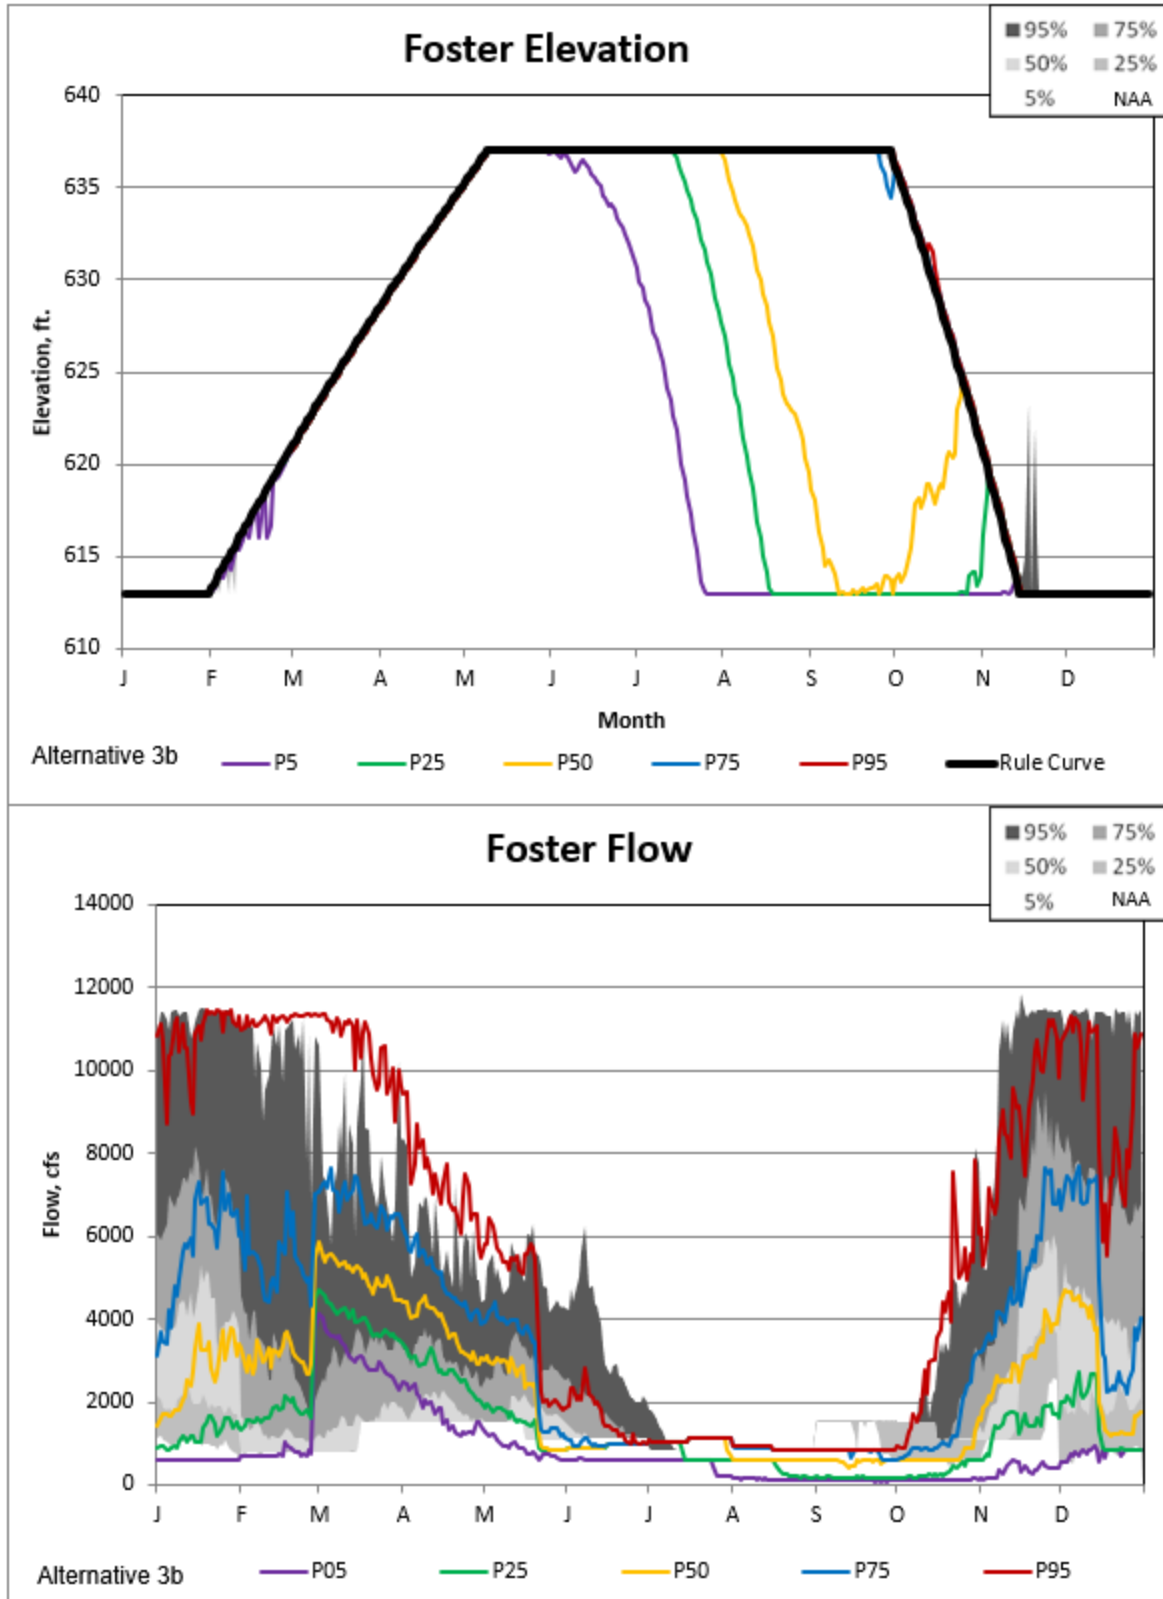 Foster Elevation
95% 75%
50% 25%
5% NAA
640
635
630
625
620
615
610
Elevation, ft.
J F M A M J J A S O N D
Month
Alternative 3b P5 P25 P50 P75 P95 Rule Curve
Foster Flow
95% 75%
50% 25%
5% NAA
14000
12000
10000
8000
6000
4000
2000
0
Flow, cfs
J F M A M J J A S O N D
Alternative 3b P05 P25 P50 P75 P95